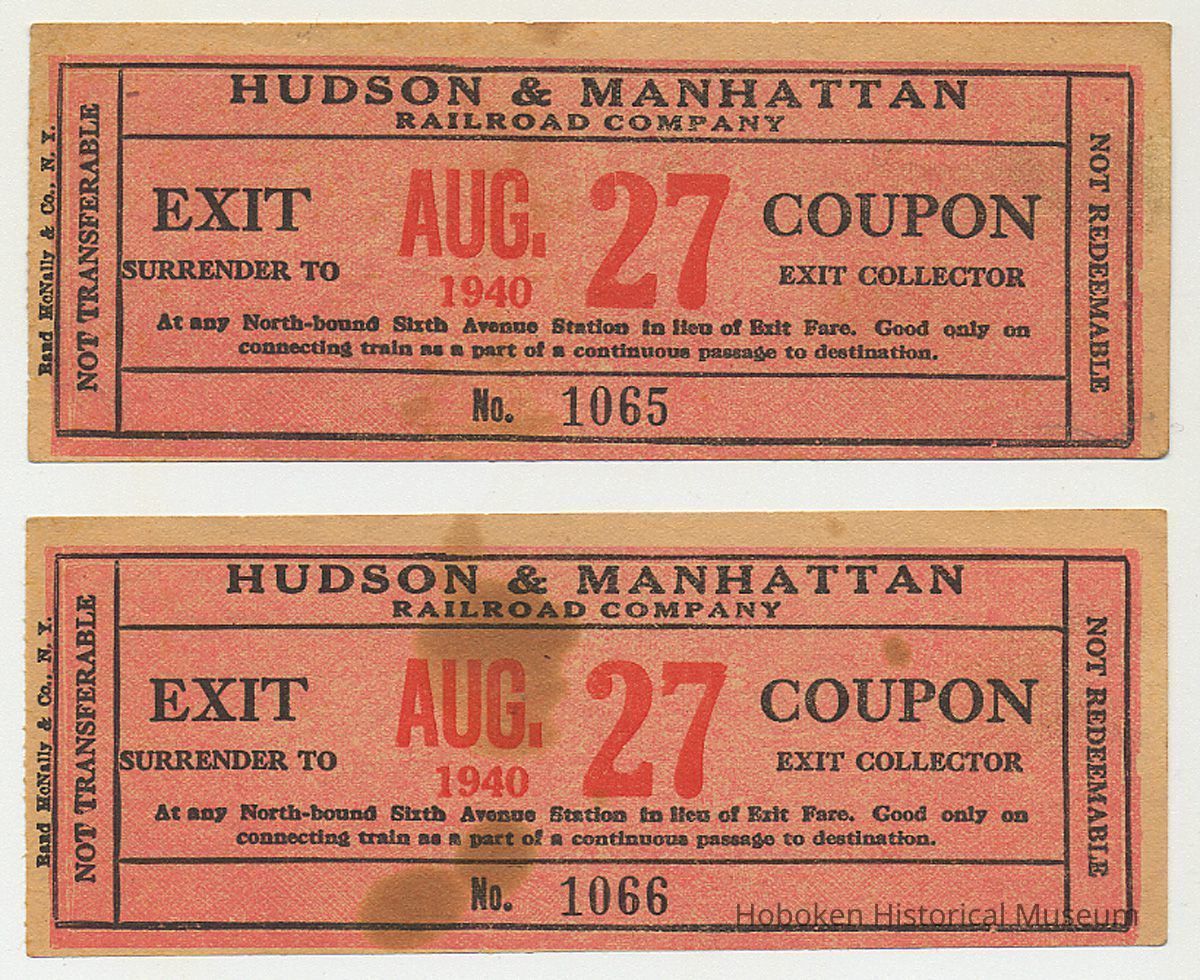 HUDSON & MANHATTAN
RAILROAD COMPANY
Rand McNally & Co., N. Y.
NOT TRANSFERABLE
EXIT AUG. 27 COUPON
SURRENDER TO 1940 EXIT COLLECTOR
At any North-bound Sixth Avenue Station in lieu of Exit Fare. Good only on
connecting train as a part of a continuous passage to destination.
No. 1065
NOT REDEEMABLE
HUDSON & MANHATTAN
RAILROAD COMPANY
Rand McNally & Co., N. Y.
NOT TRANSFERABLE
EXIT AUG. 27 COUPON
SURRENDER TO 1940 EXIT COLLECTOR
At any North-bound Sixth Avenue Station in lieu of Exit Fare. Good only on
connecting train as a part of a continuous passage to destination.
No. 1066
NOT REDEEMABLE
Hoboken Historical Museum